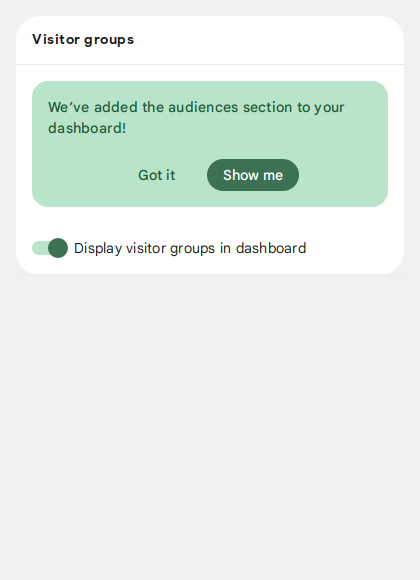 Visitor groups
We’ve added the audiences section to your
dashboard!
Got it
Show me
Display visitor groups in dashboard